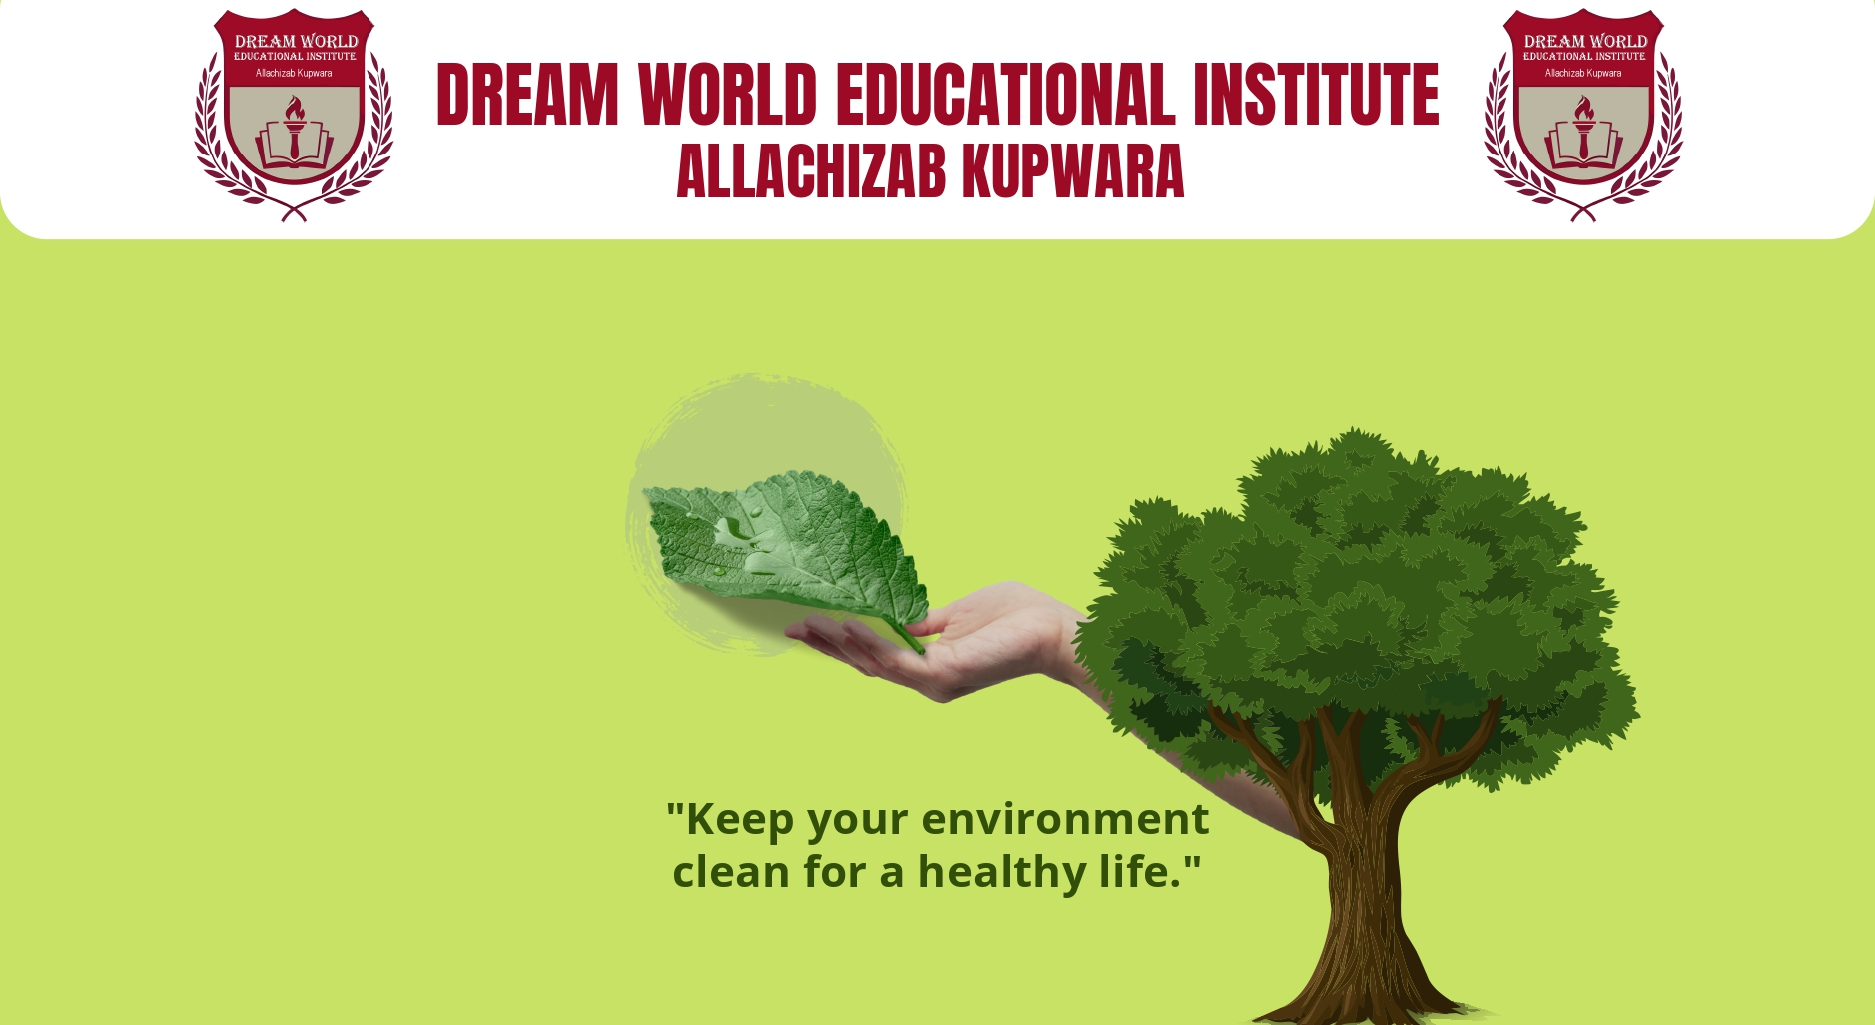 DREAM WORLD
EDUCATIONAL INSTITUTE
Allachizab Kupwara
DREAM WORLD EDUCATIONAL INSTITUTE
ALLACHIZAB KUPWARA
DREAM WORLD
EDUCATIONAL INSTITUTE
Allachizab Kupwara
"Keep your environment
clean for a healthy life."